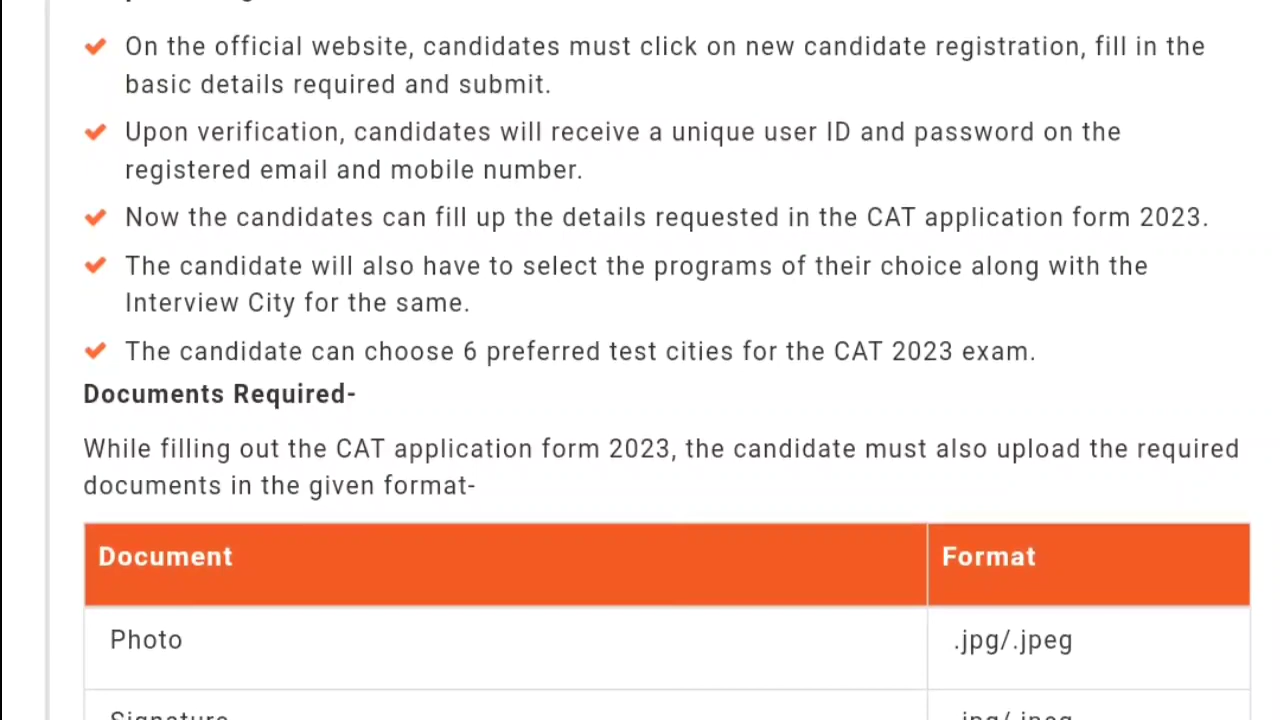 On the official website, candidates must click on new candidate registration, fill in the
basic details required and submit.
Upon verification, candidates will receive a unique user ID and password on the
registered email and mobile number.
Now the candidates can fill up the details requested in the CAT application form 2023.
The candidate will also have to select the programs of their choice along with the
Interview City for the same.
The candidate can choose 6 preferred test cities for the CAT 2023 exam.
Documents Required-
While filling out the CAT application form 2023, the candidate must also upload the required
documents in the given format-
Document Format
Photo .jpg/.jpeg
Signature .jpg/.jpeg